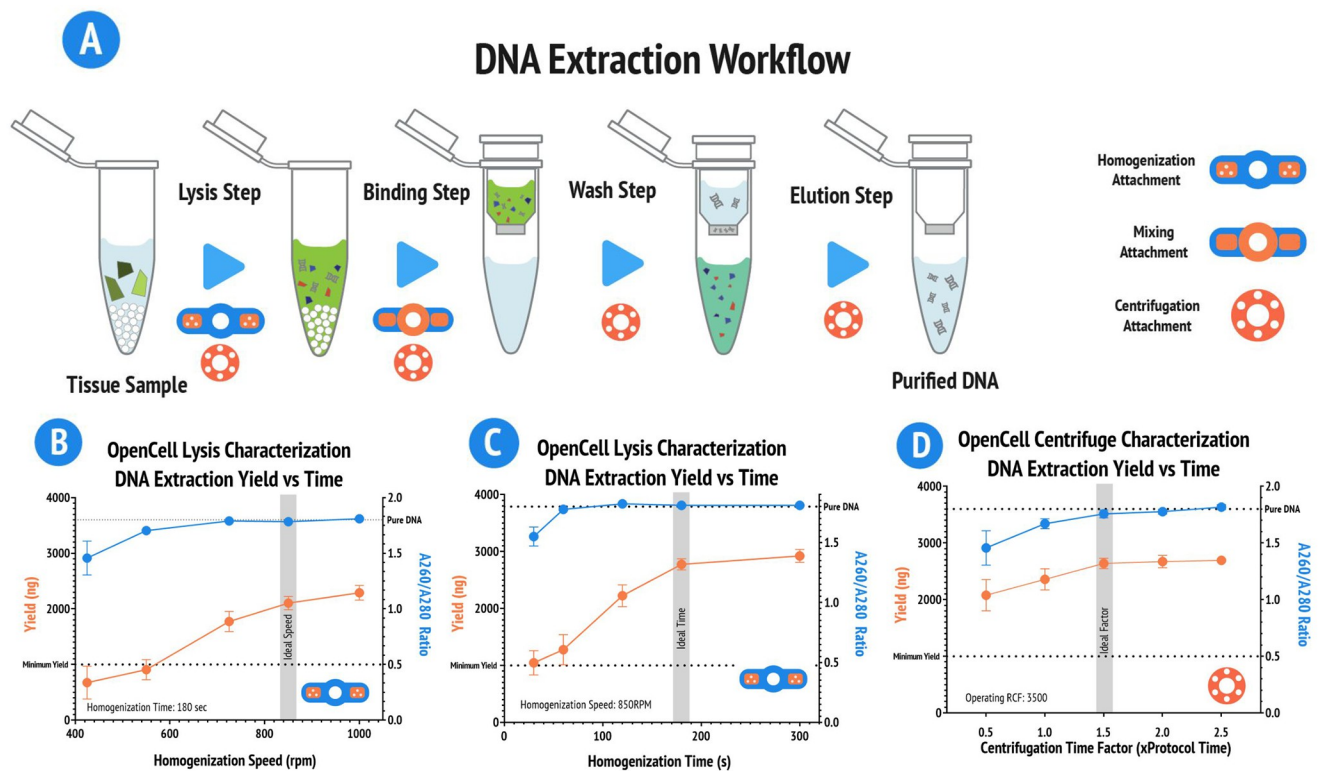 A
DNA Extraction Workflow
Lysis Step
Binding Step
Wash Step
Elution Step
Homogenization
Attachment
Mixing
Attachment
Centrifugation
Attachment
Tissue Sample
Purified DNA
B
OpenCell Lysis Characterization
DNA Extraction Yield vs Time
4000
3000
2000
Minimum Yield
0
Yield (ng)
2.0
Pure DNA
1.5
1.0
0.5
0.0
A260/A280 Ratio
Ideal Speed
Homogenization Time: 180 sec
400
600
800
1000
Homogenization Speed (rpm)
C
OpenCell Lysis Characterization
DNA Extraction Yield vs Time
4000
3000
2000
Minimum Yield
0
Yield (ng)
Pure DNA
1.5
1.0
0.5
0.0
A260/A280 Ratio
Ideal Time
Homogenization Speed: 850RPM
0
100
200
300
Homogenization Time (s)
D
OpenCell Centrifuge Characterization
DNA Extraction Yield vs Time
4000
3000
2000
Minimum Yield
0
Yield (ng)
2.0
Pure DNA
1.5
1.0
0.5
0.0
A260/A280 Ratio
Ideal Factor
Operating RCF: 3500
0.5
1.0
1.5
2.0
2.5
Centrifugation Time Factor (xProtocol Time)